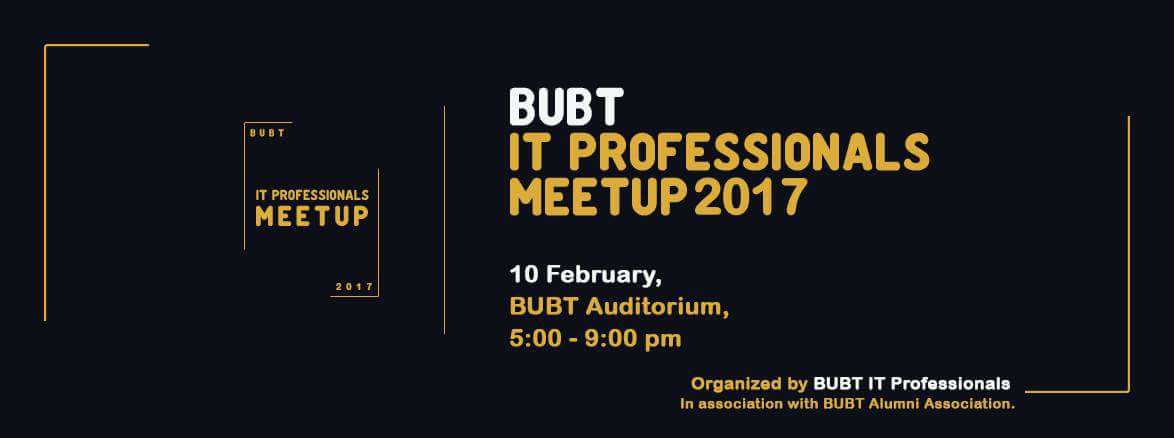 BUBT
IT PROFESSIONALS
MEETUP
2017
BUBT
IT PROFESSIONALS
MEETUP 2017
10 February,
BUBT Auditorium,
5:00 - 9:00 pm
Organized by BUBT IT Professionals
In association with BUBT Alumni Association.